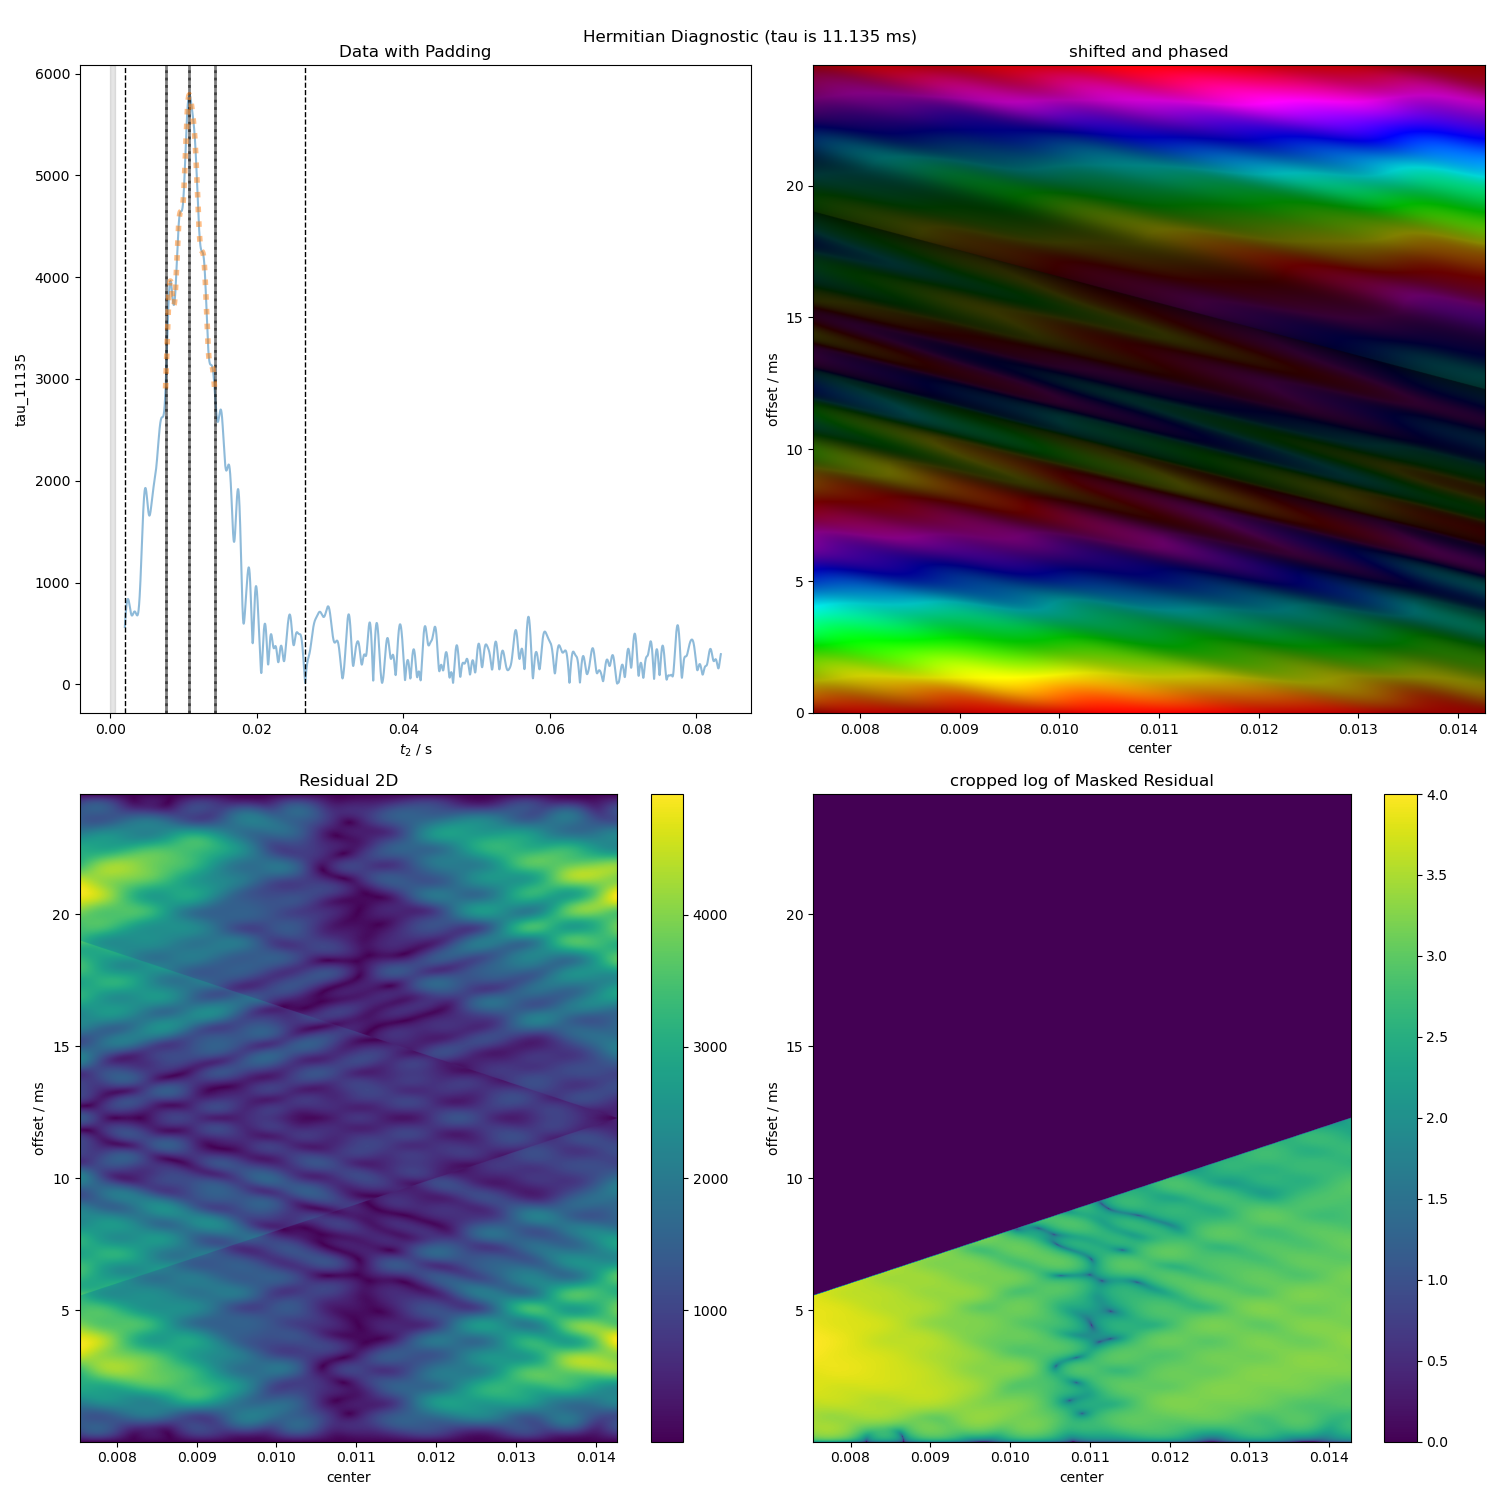 Hermitian Diagnostic (tau is 11.135 ms)
Data with Padding
6000
5000
4000
3000
2000
1000
0
tau_11135
0.00 0.02 0.04 0.06 0.08
t₂ / s
shifted and phased
20
15
10
5
0
offset / ms
0.008 0.009 0.010 0.011 0.012 0.013 0.014
center
Residual 2D
20
15
10
5
offset / ms
0.008 0.009 0.010 0.011 0.012 0.013 0.014
center
4000
3000
2000
1000
cropped log of Masked Residual
20
15
10
5
offset / ms
0.008 0.009 0.010 0.011 0.012 0.013 0.014
center
4.0
3.5
3.0
2.5
2.0
1.5
1.0
0.5
0.0